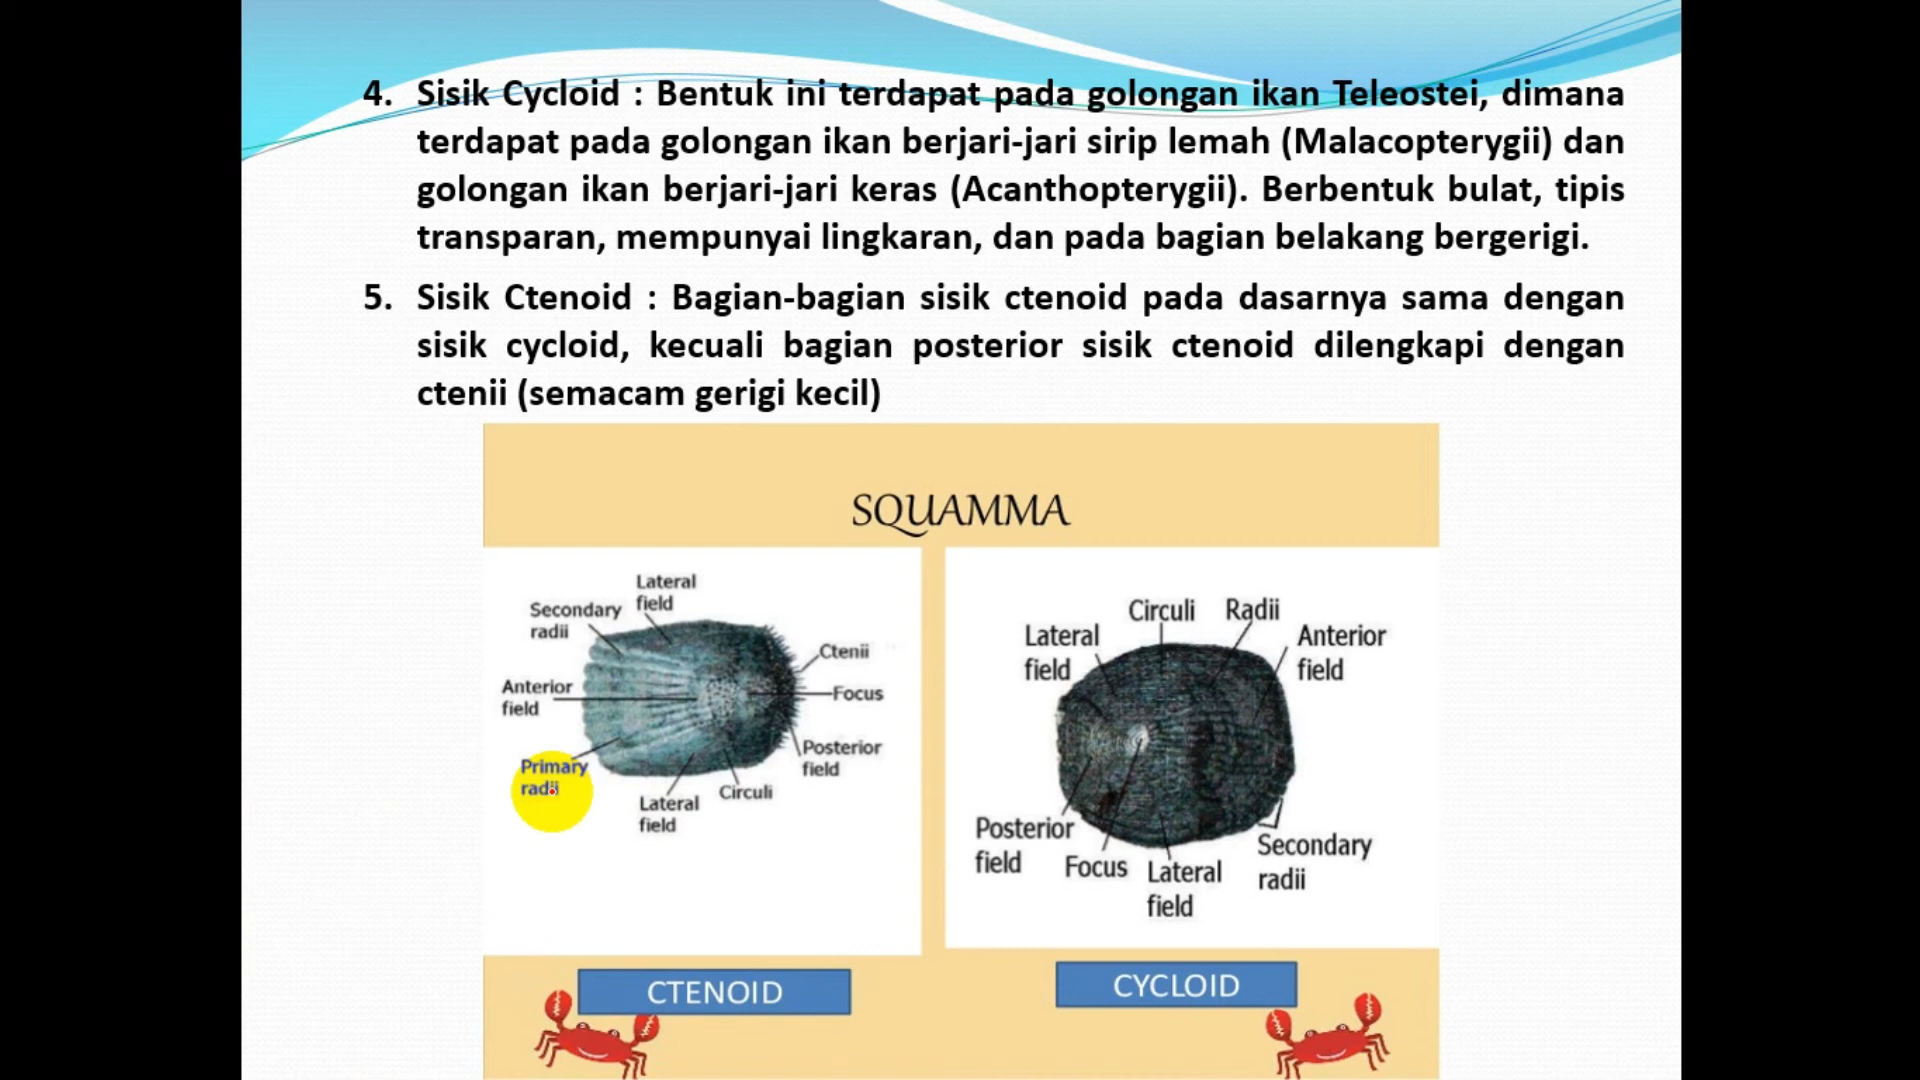 4. Sisik Cycloid : Bentuk ini terdapat pada golongan ikan Teleostei, dimana
terdapat pada golongan ikan berjari-jari sirip lemah (Malacopterygii) dan
golongan ikan berjari-jari keras (Acanthopterygii). Berbentuk bulat, tipis
transparan, mempunyai lingkaran, dan pada bagian belakang bergerigi.
5. Sisik Ctenoid : Bagian-bagian sisik ctenoid pada dasarnya sama dengan
sisik cycloid, kecuali bagian posterior sisik ctenoid dilengkapi dengan
ctenii (semacam gerigi kecil)
SQUAMMA
Lateral
field
Secondary
radii
Ctenii
Anterior
field
Focus
Posterior
field
Primary
radii
Circuli
Lateral
field
CTENOID
Circuli
Radii
Lateral
field
Anterior
field
Posterior
field
Focus
Lateral
field
Secondary
radii
CYCLOID